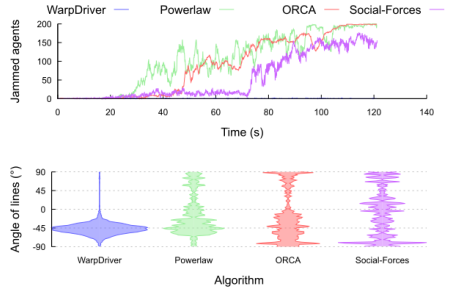 WarpDriver Powerlaw ORCA Social-Forces
Jammed agents
200
150
100
50
0
0 20 40 60 80 100 120 140
Time (s)
Angle of lines (°)
90
45
0
-45
-90
WarpDriver Powerlaw ORCA Social-Forces
Algorithm